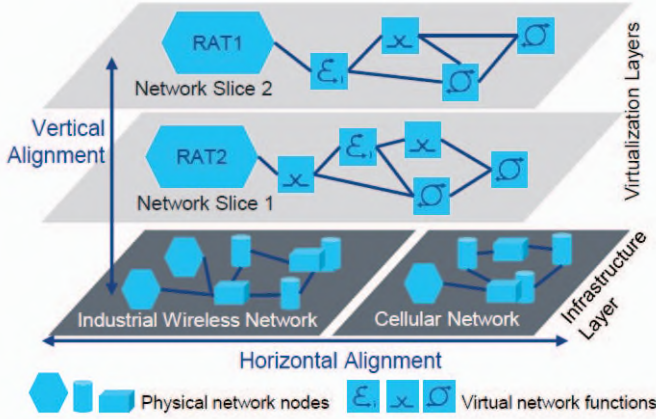 RAT1
Network Slice 2
Vertical
Alignment
RAT2
Network Slice 1
Virtualization Layers
Industrial Wireless Network
Cellular Network
Infrastructure
Layer
Horizontal Alignment
Physical network nodes
Virtual network functions